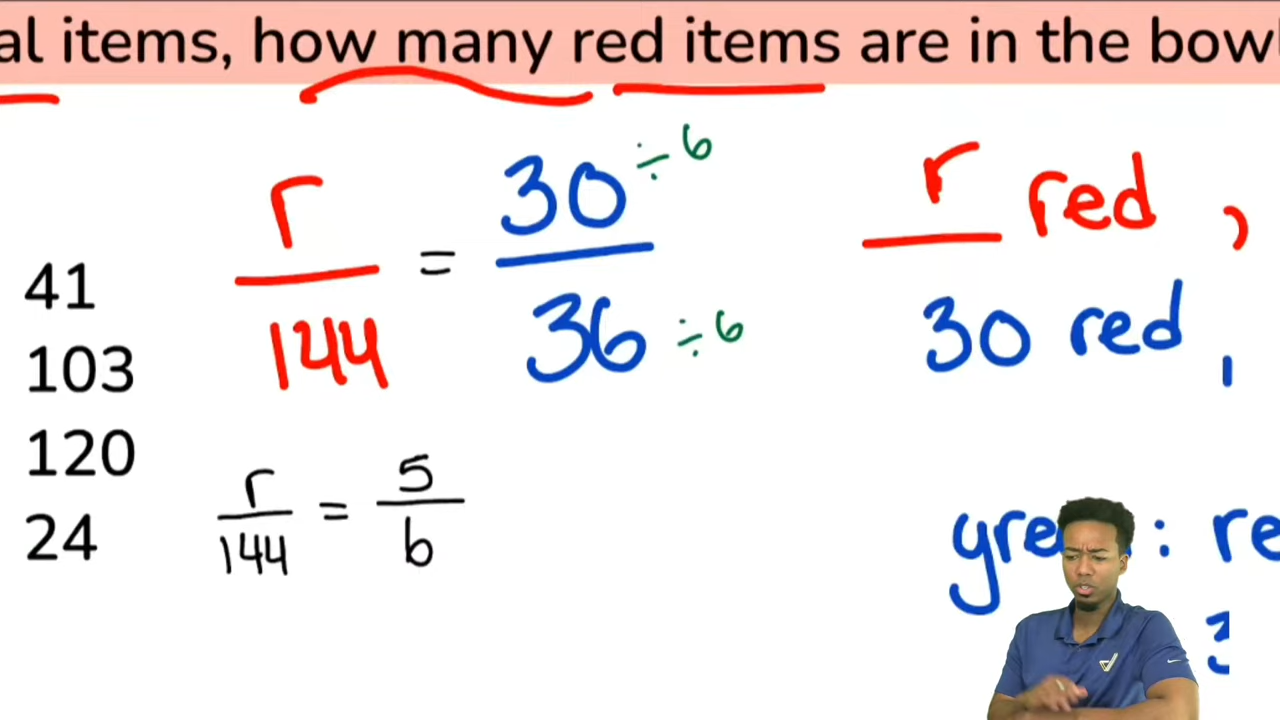 al items, how many red items are in the bowl
r/144 = 30 ÷6/36 ÷6
r red ,
30 red ,
41
103
120
24
r/144 = 5/6
gre : re